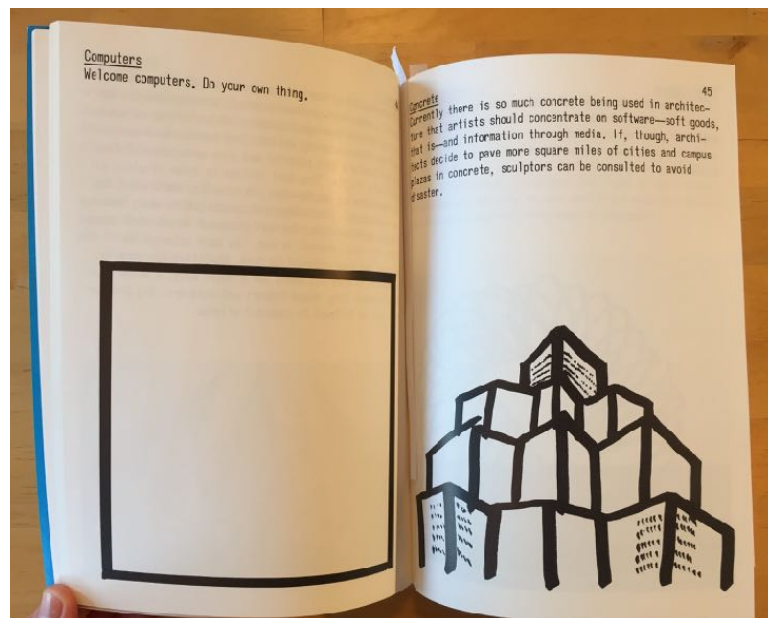 Computers
Welcome computers. Do your own thing.
45
Concrete
Currently there is so much concrete being used in architec-
ture that artists should concentrate on software—soft goods,
that is—and information through media. If, though, archi-
tects decide to pave more square miles of cities and campus
plazas in concrete, sculptors can be consulted to avoid
disaster.